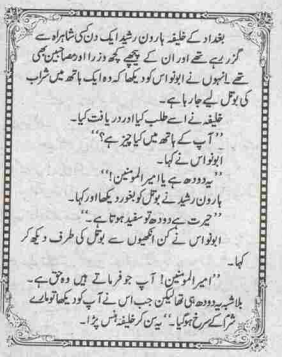 بغداد کے خلیفہ ہارون رشید ایک دن کسی شاہراہ سے
گزر رہے تھے اور ان کے پیچھے کچھ وزرا اور مصاحبین بھی
تھے۔ انہوں نے ابونواس کو دیکھا کہ وہ ایک ہاتھ میں شراب
کی بوتل لیے جا رہا ہے۔
خلیفہ نے اسے طلب کیا اور دریافت کیا۔
’’آپ کے ہاتھ میں کیا چیز ہے؟‘‘
ابونواس نے کہا۔
’’یہ دودھ ہے یا امیر المومنین!‘‘
ہارون رشید نے بوتل کو بغور دیکھا اور کہا۔
’’حیرت ہے دودھ تو سفید ہوتا ہے۔‘‘
ابونواس نے کن انکھیوں سے بوتل کی طرف دیکھ کر
کہا۔
’’امیر المومنین! آپ جو فرماتے ہیں وہ حق ہے۔
بلاشبہ یہ دودھ ہی تھا لیکن جب اس نے آپ کو دیکھا تو مارے
شرم کے سرخ ہو گیا۔‘‘ یہ سن کر خلیفہ ہنس پڑا۔